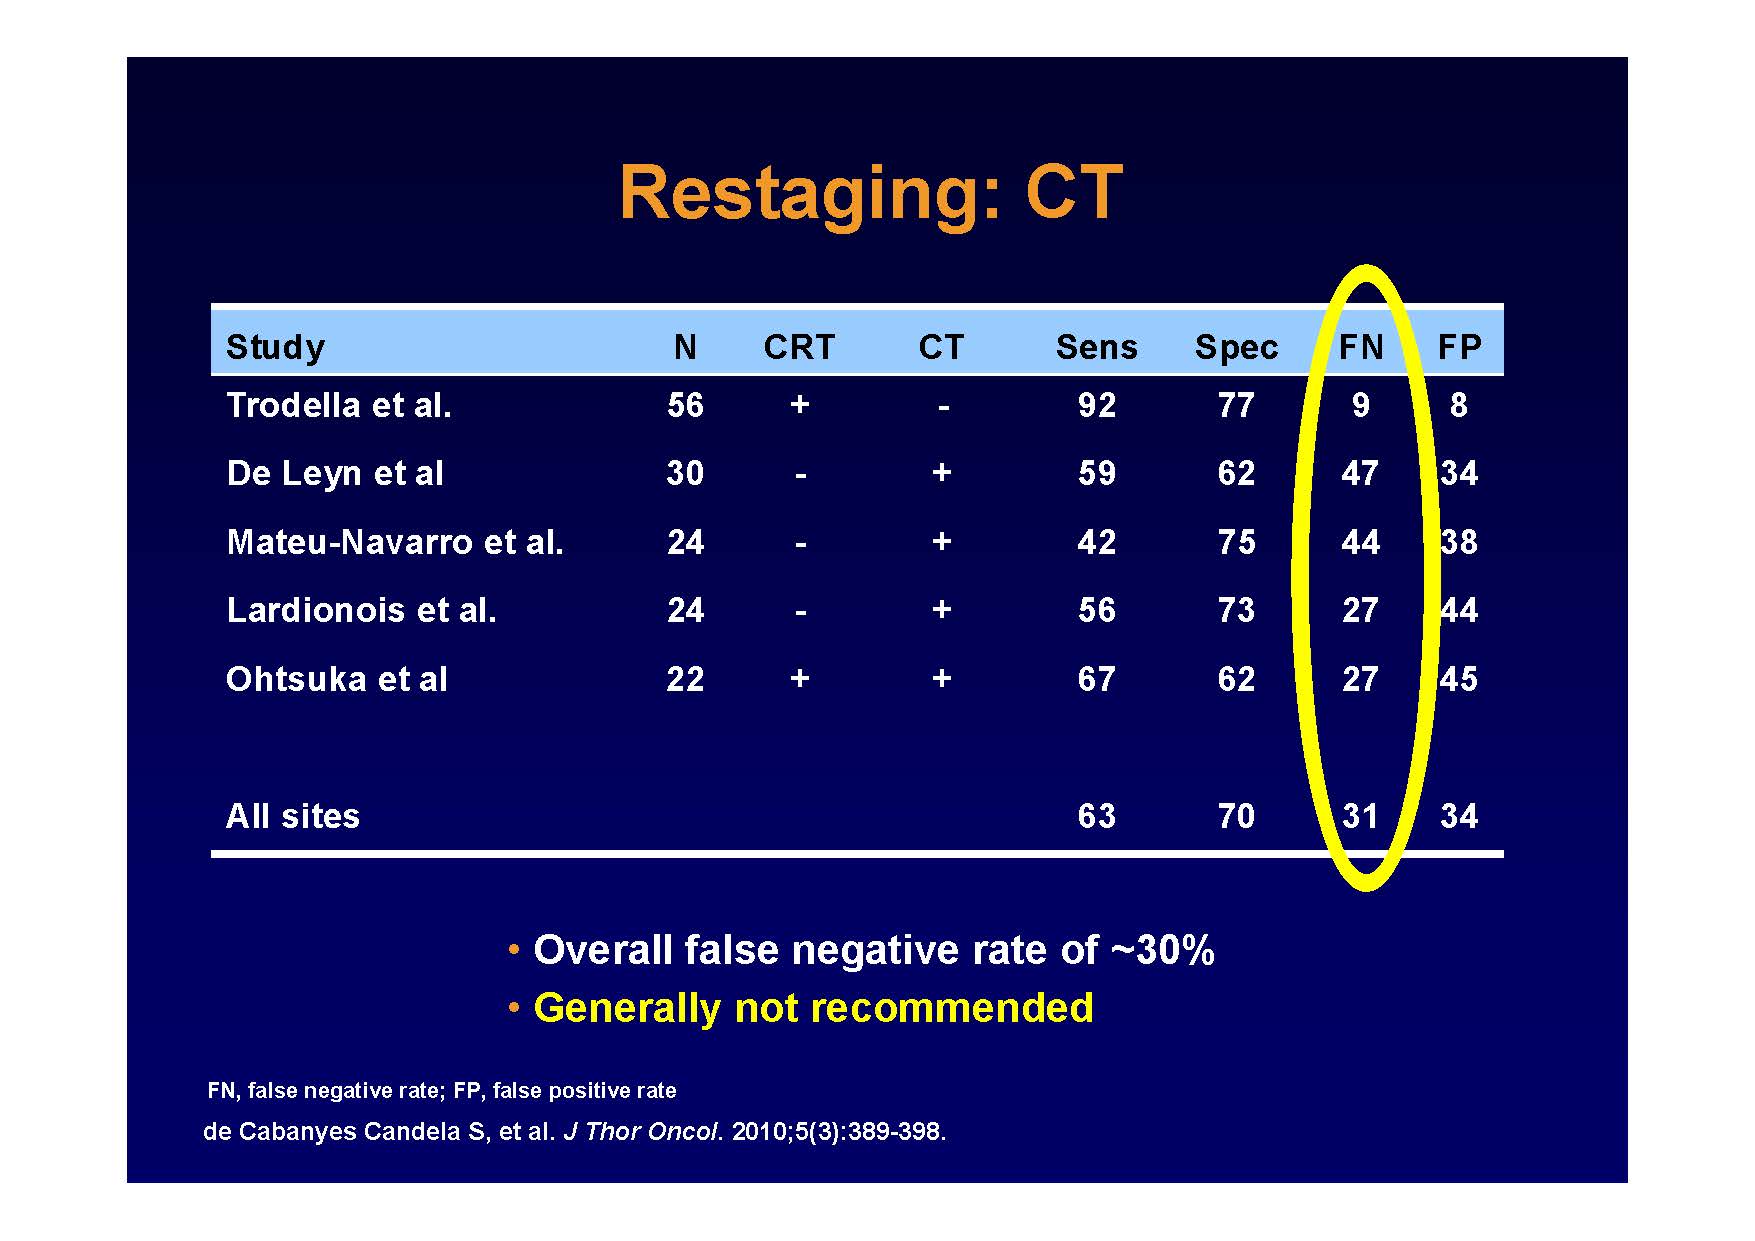 Restaging: CT
Study N CRT CT Sens Spec FN FP
Trodella et al. 56 + - 92 77 9 8
De Leyn et al 30 - + 59 62 47 34
Mateu-Navarro et al. 24 - + 42 75 44 38
Lardionois et al. 24 - + 56 73 27 44
Ohtsuka et al 22 + + 67 62 27 45
All sites 63 70 31 34
• Overall false negative rate of ~30%
• Generally not recommended
FN, false negative rate; FP, false positive rate
de Cabanyes Candela S, et al. J Thor Oncol. 2010;5(3):389-398.